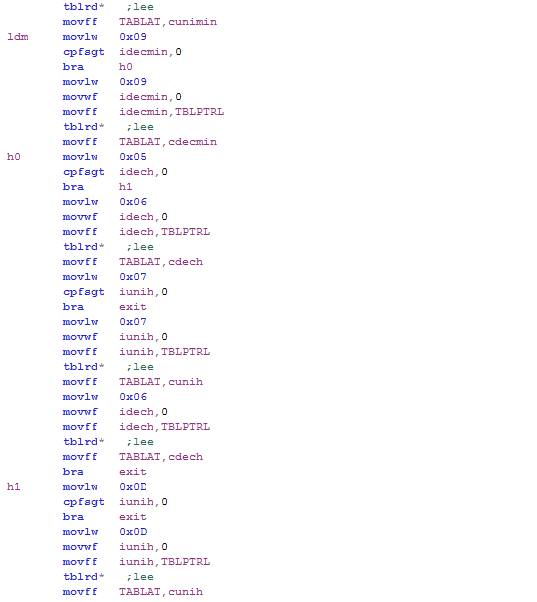 tblrd* ;lee
movff TABLAT,cunimin
ldm movlw 0x09
cpfsgt idecmin,0
bra h0
movlw 0x09
movwf idecmin,0
movff idecmin,TBLPTRL
tblrd* ;lee
movff TABLAT,cdecmin
h0 movlw 0x05
cpfsgt idech,0
bra h1
movlw 0x06
movwf idech,0
movff idech,TBLPTRL
tblrd* ;lee
movff TABLAT,cdech
movlw 0x07
cpfsgt iunih,0
bra exit
movlw 0x07
movwf iunih,0
movff iunih,TBLPTRL
tblrd* ;lee
movff TABLAT,cunih
movlw 0x06
movwf idech,0
movff idech,TBLPTRL
tblrd* ;lee
movff TABLAT,cdech
bra exit
h1 movlw 0x0D
cpfsgt iunih,0
bra exit
movlw 0x0D
movwf iunih,0
movff iunih,TBLPTRL
tblrd* ;lee
movff TABLAT,cunih